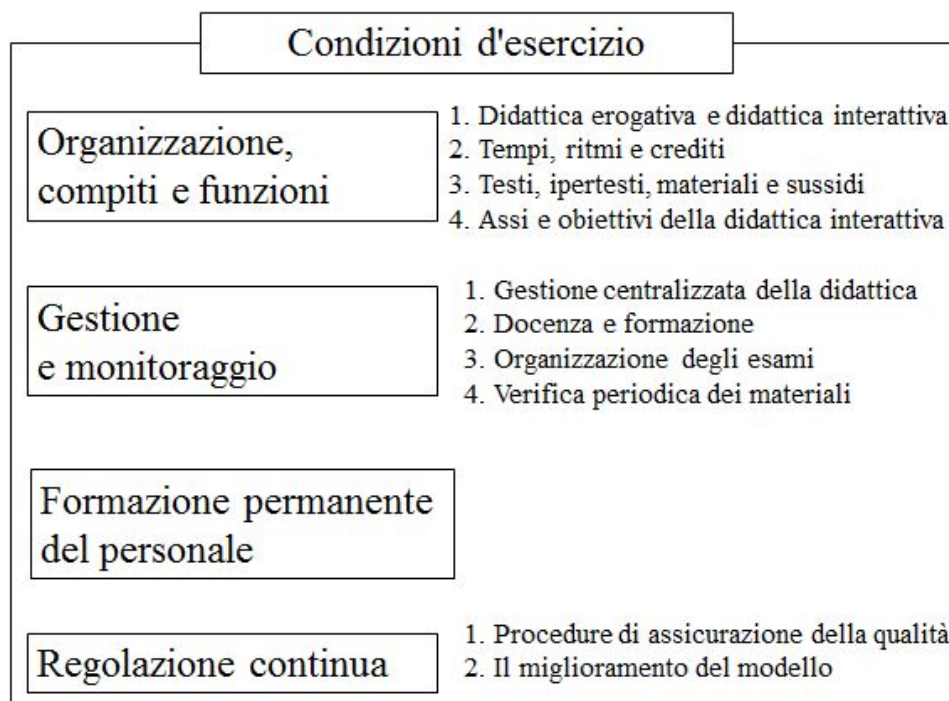 Condizioni d'esercizio
Organizzazione,
compiti e funzioni
1. Didattica erogativa e didattica interattiva
2. Tempi, ritmi e crediti
3. Testi, ipertesti, materiali e sussidi
4. Assi e obiettivi della didattica interattiva
Gestione
e monitoraggio
1. Gestione centralizzata della didattica
2. Docenza e formazione
3. Organizzazione degli esami
4. Verifica periodica dei materiali
Formazione permanente
del personale
Regolazione continua
1. Procedure di assicurazione della qualità
2. Il miglioramento del modello